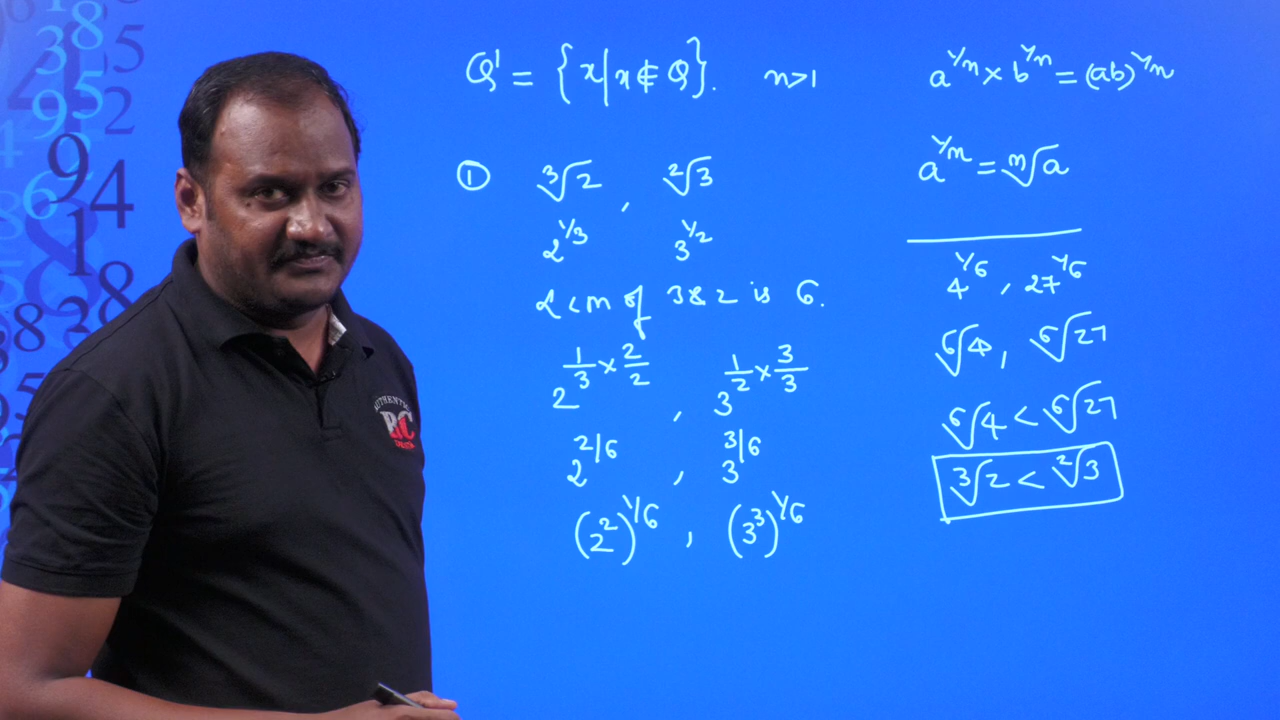 Q' = {x/x ∉ Q}. n>1
① ∛2 , ²√3
2^1/3 3^1/2
Lcm of 3 & 2 is 6.
2^(1/3 × 2/2) , 3^(1/2 × 3/3)
2^2/6 , 3^3/6
(2^2)^1/6 , (3^3)^1/6
a^1/n × b^1/n = (ab)^1/n
a^1/n = ⁿ√a
4^1/6 , 27^1/6
⁶√4 , ⁶√27
⁶√4 < ⁶√27
∛2 < ²√3
RC